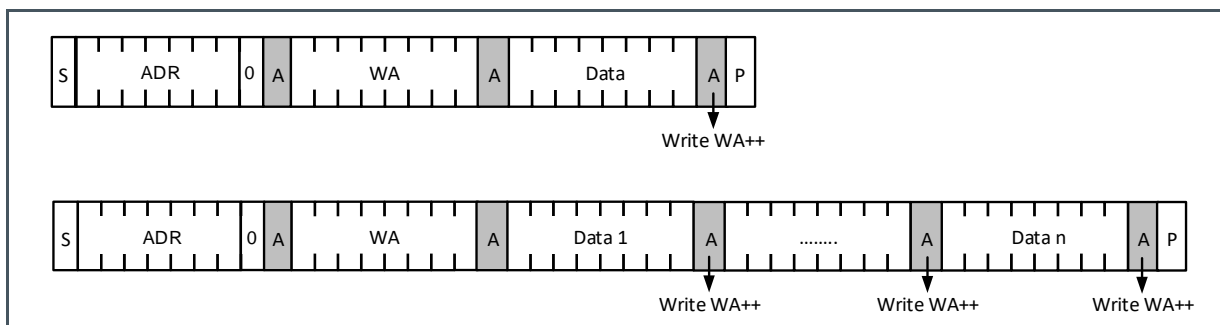 S ADR 0 A WA A Data A P
Write WA++
S ADR 0 A WA A Data 1 A ........ A Data n A P
Write WA++ Write WA++ Write WA++